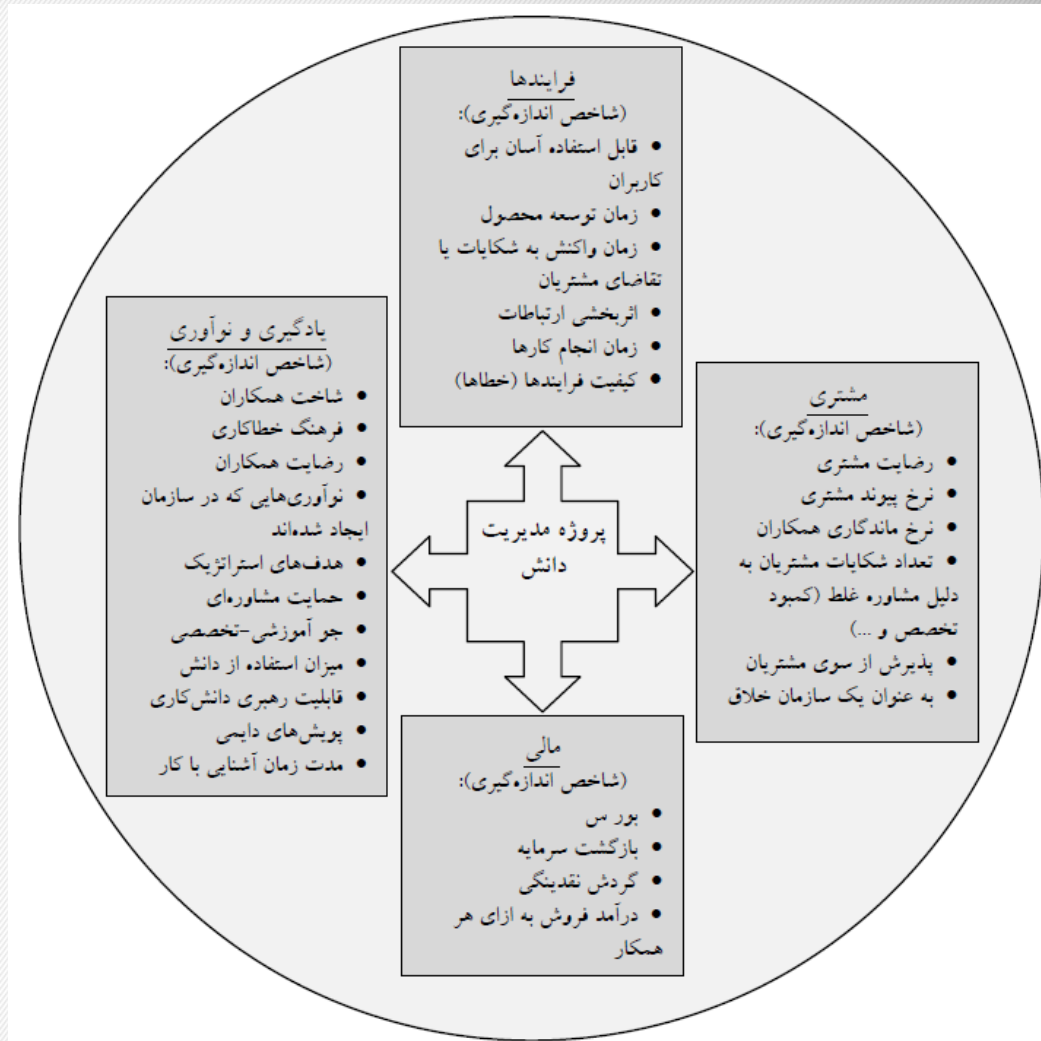 فرایندها
(شاخص اندازه‌گیری):
• قابل استفاده آسان برای
کاربران
• زمان توسعه محصول
• زمان واکنش به شکایات یا
تقاضای مشتریان
• اثربخشی ارتباطات
• زمان انجام کارها
• کیفیت فرایندها (خطاها)
مشتری
(شاخص اندازه‌گیری):
• رضایت مشتری
• نرخ پیوند مشتری
• نرخ ماندگاری همکاران
• تعداد شکایات مشتریان به
دلیل مشاوره غلط (کمبود
تخصص و ...)
• پذیرش از سوی مشتریان
• به عنوان یک سازمان خلاق
پروژه مدیریت
دانش
یادگیری و نوآوری
(شاخص اندازه‌گیری):
• شاخت همکاران
• فرهنگ خطاکاری
• رضایت همکاران
• نوآوری‌هایی که در سازمان
ایجاد شده‌اند
• هدف‌های استراتژیک
• حمایت مشاوره‌ای
• جو آموزشی-تخصصی
• میزان استفاده از دانش
• قابلیت رهبری دانش‌کاری
• پویش‌های دایمی
• مدت زمان آشنایی با کار
مالی
(شاخص اندازه‌گیری):
• بور س
• بازگشت سرمایه
• گردش نقدینگی
• درآمد فروش به ازای هر
همکار